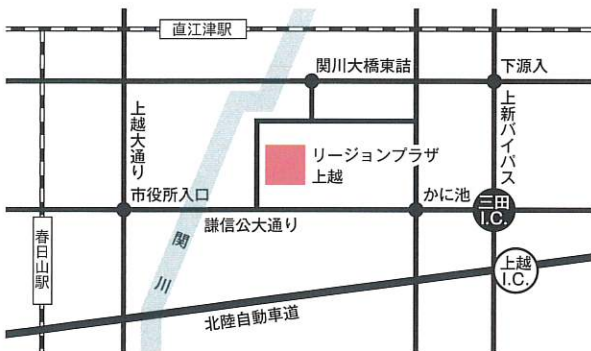 直江津駅
関川大橋東詰
下源入
上越大通り
上新バイパス
リージョンプラザ
上越
市役所入口
かに池
三田
I.C.
謙信公大通り
春日山駅
関川
上越
I.C.
北陸自動車道